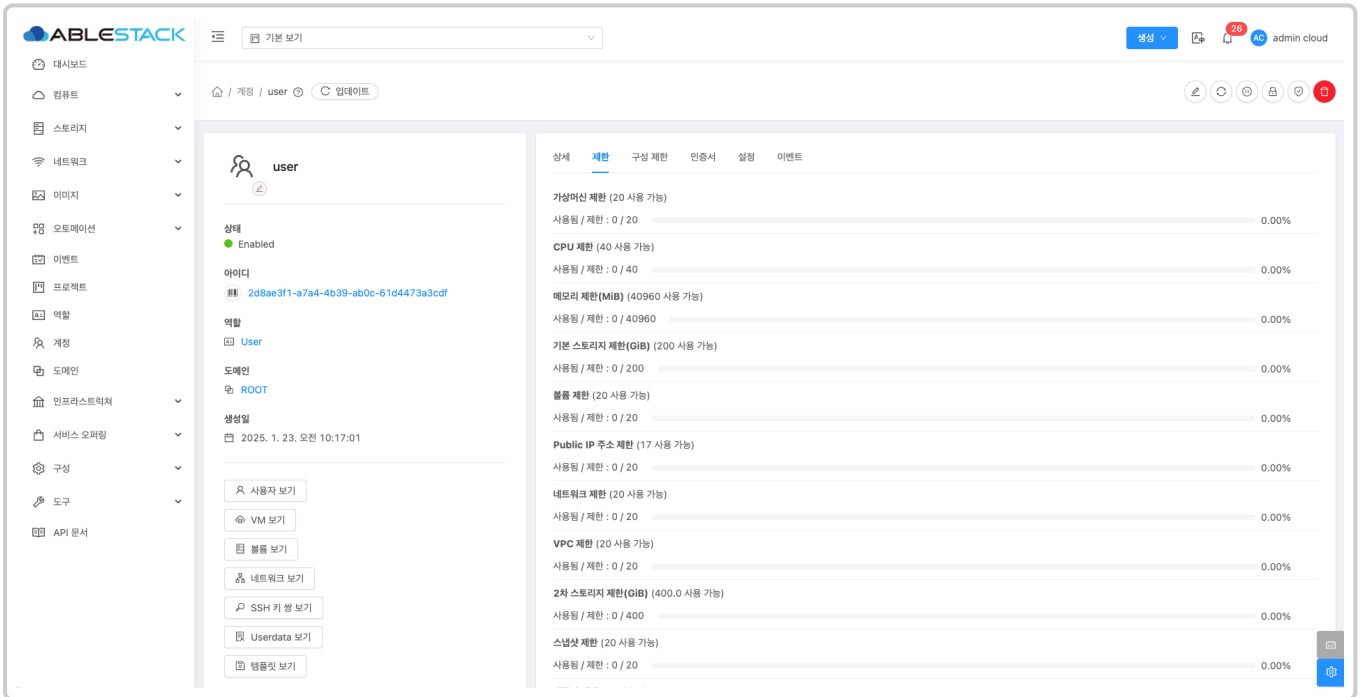 ABLESTACK
기본 보기
생성
26
AC
admin cloud
대시보드
컴퓨트
스토리지
네트워크
이미지
오토메이션
이벤트
프로젝트
역할
계정
도메인
인프라스트럭쳐
서비스 오퍼링
구성
도구
API 문서
/ 계정 / user
업데이트
user
상태
Enabled
아이디
2d8ae3f1-a7a4-4b39-ab0c-61d4473a3cdf
역할
User
도메인
ROOT
생성일
2025. 1. 23. 오전 10:17:01
사용자 보기
VM 보기
볼륨 보기
네트워크 보기
SSH 키 쌍 보기
Userdata 보기
템플릿 보기
상세 제한 구성 제한 인증서 설정 이벤트
가상머신 제한 (20 사용 가능)
사용됨 / 제한 : 0 / 20 0.00%
CPU 제한 (40 사용 가능)
사용됨 / 제한 : 0 / 40 0.00%
메모리 제한(MiB) (40960 사용 가능)
사용됨 / 제한 : 0 / 40960 0.00%
기본 스토리지 제한(GiB) (200 사용 가능)
사용됨 / 제한 : 0 / 200 0.00%
볼륨 제한 (20 사용 가능)
사용됨 / 제한 : 0 / 20 0.00%
Public IP 주소 제한 (17 사용 가능)
사용됨 / 제한 : 0 / 20 0.00%
네트워크 제한 (20 사용 가능)
사용됨 / 제한 : 0 / 20 0.00%
VPC 제한 (20 사용 가능)
사용됨 / 제한 : 0 / 20 0.00%
2차 스토리지 제한(GiB) (400.0 사용 가능)
사용됨 / 제한 : 0 / 400 0.00%
스냅샷 제한 (20 사용 가능)
사용됨 / 제한 : 0 / 20 0.00%